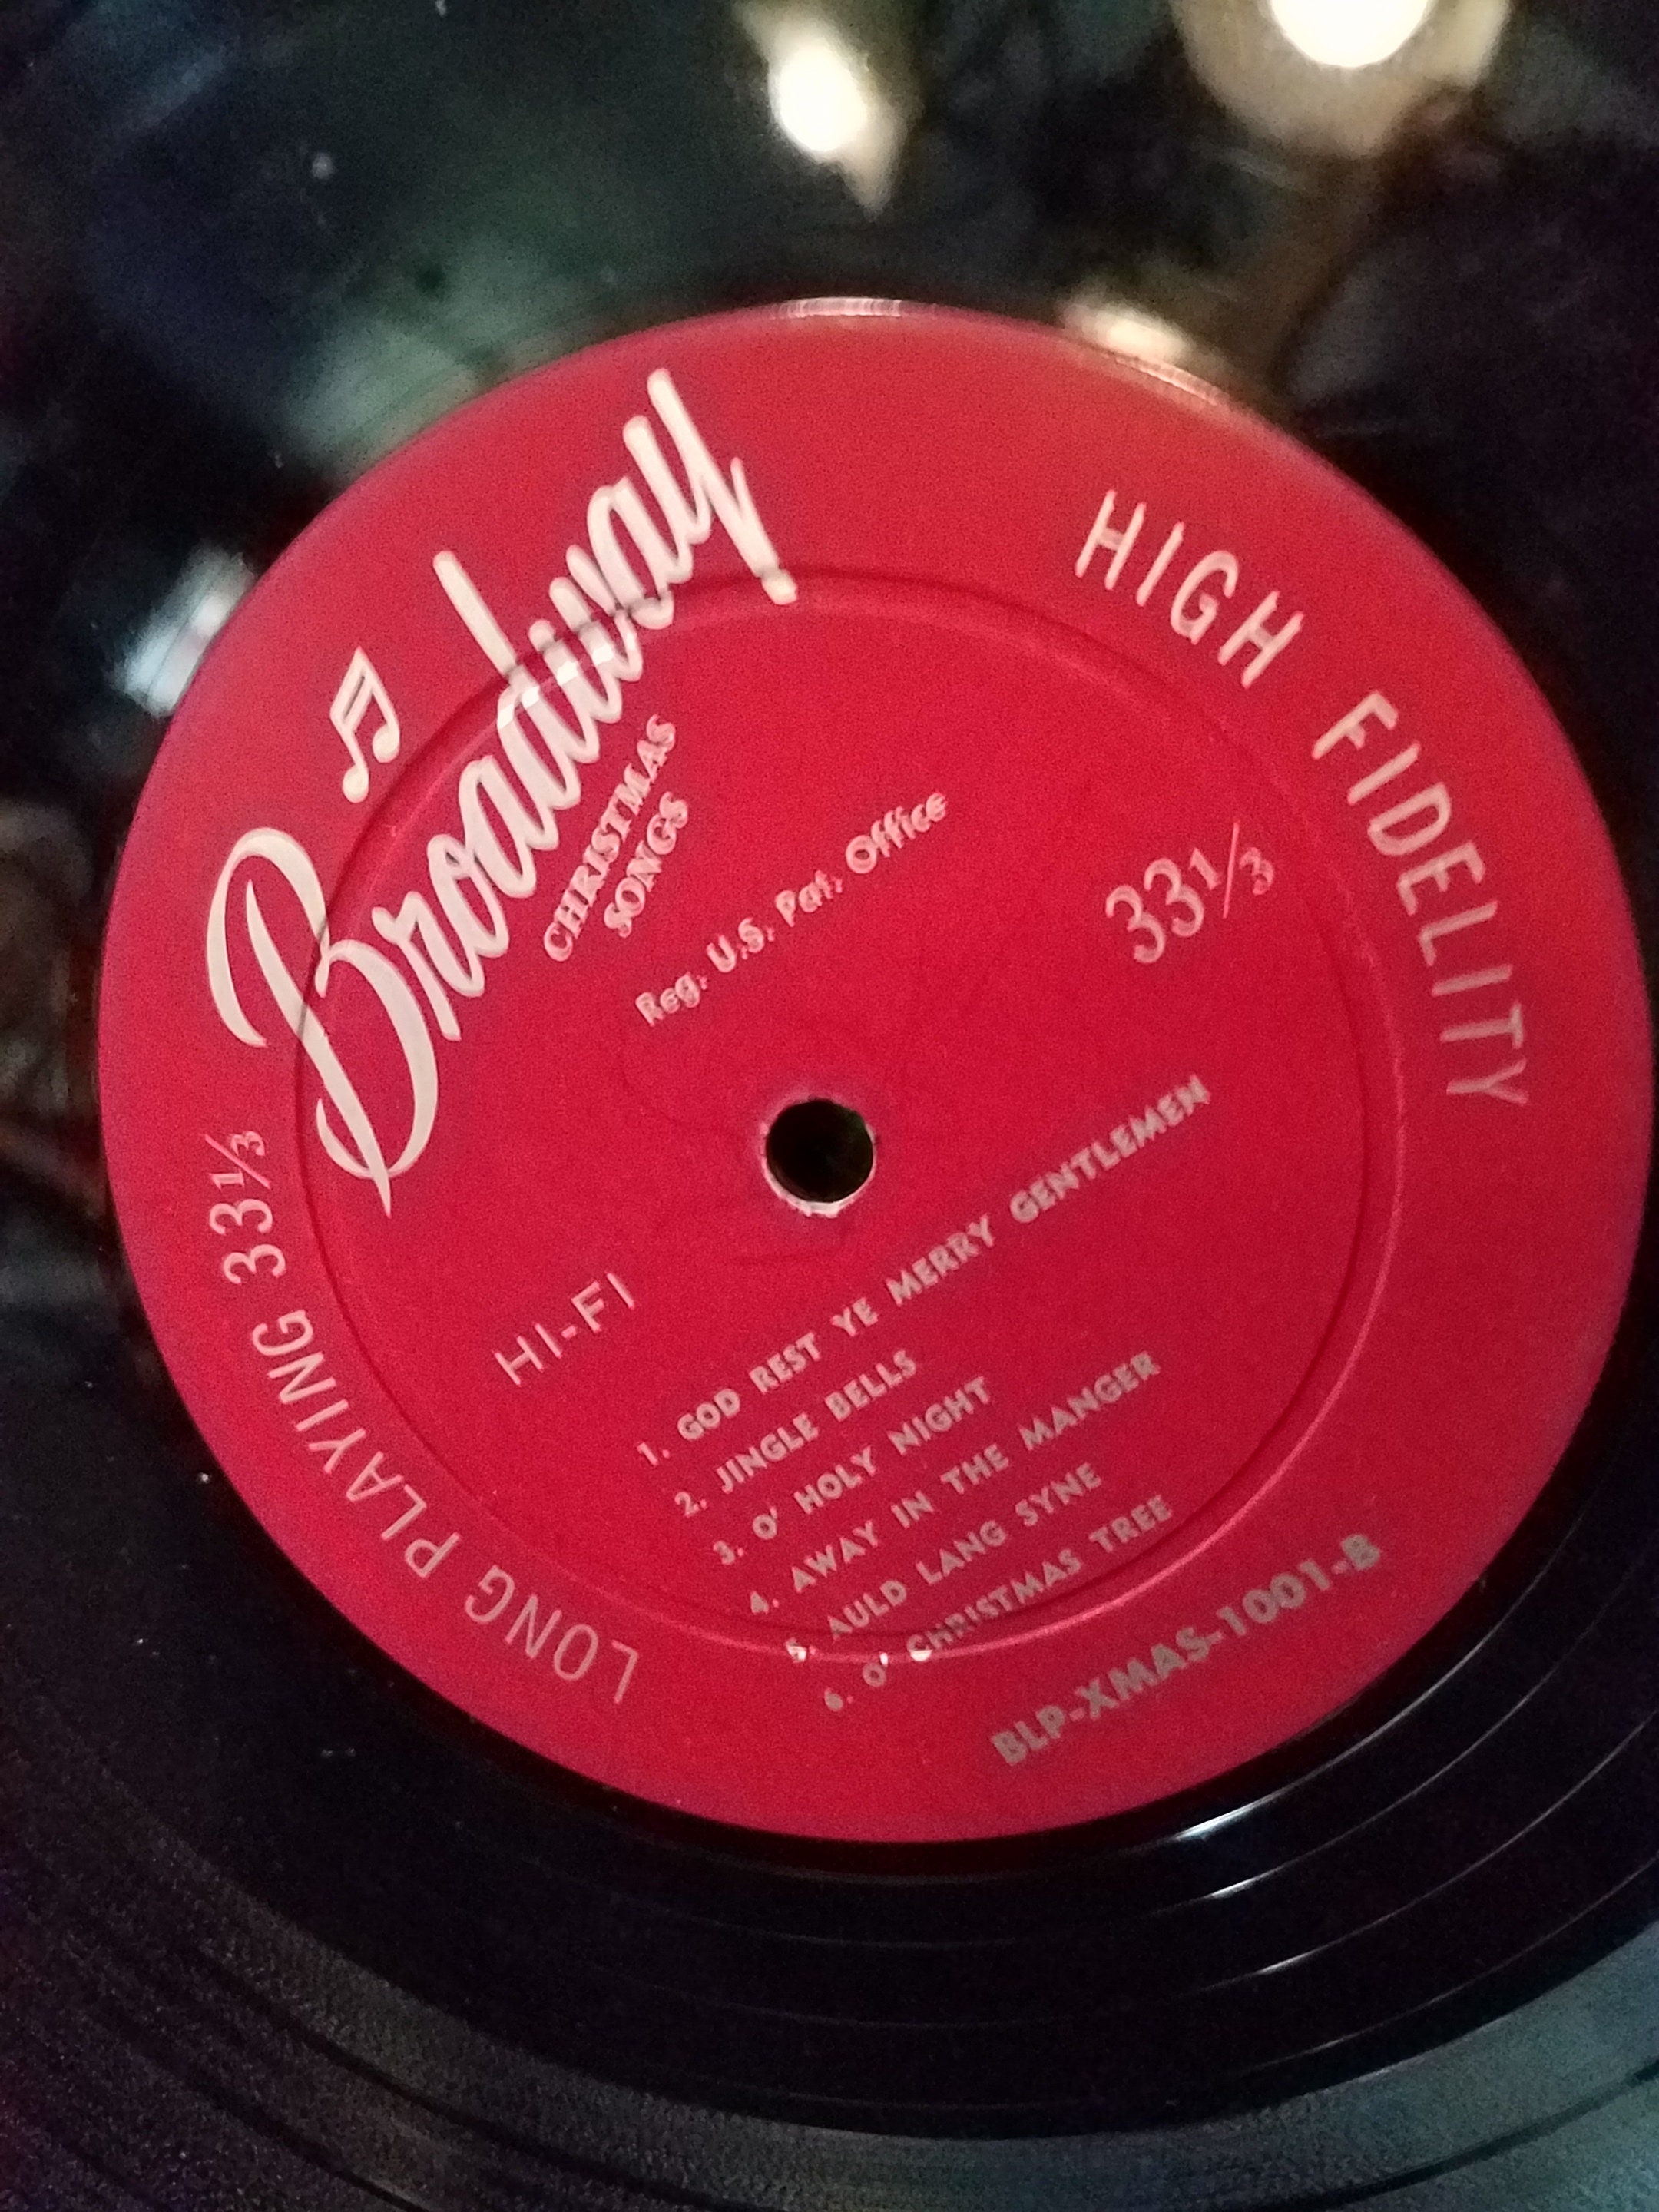 Broadway
CHRISTMAS
SONGS
HIGH FIDELITY
Reg. U.S. Pat. Office
33⅓
HI-FI
1. GOD REST YE MERRY GENTLEMEN
2. JINGLE BELLS
3. O' HOLY NIGHT
4. AWAY IN THE MANGER
5. AULD LANG SYNE
6. O' CHRISTMAS TREE
BLP-XMAS-1001-B
LONG PLAYING 33⅓